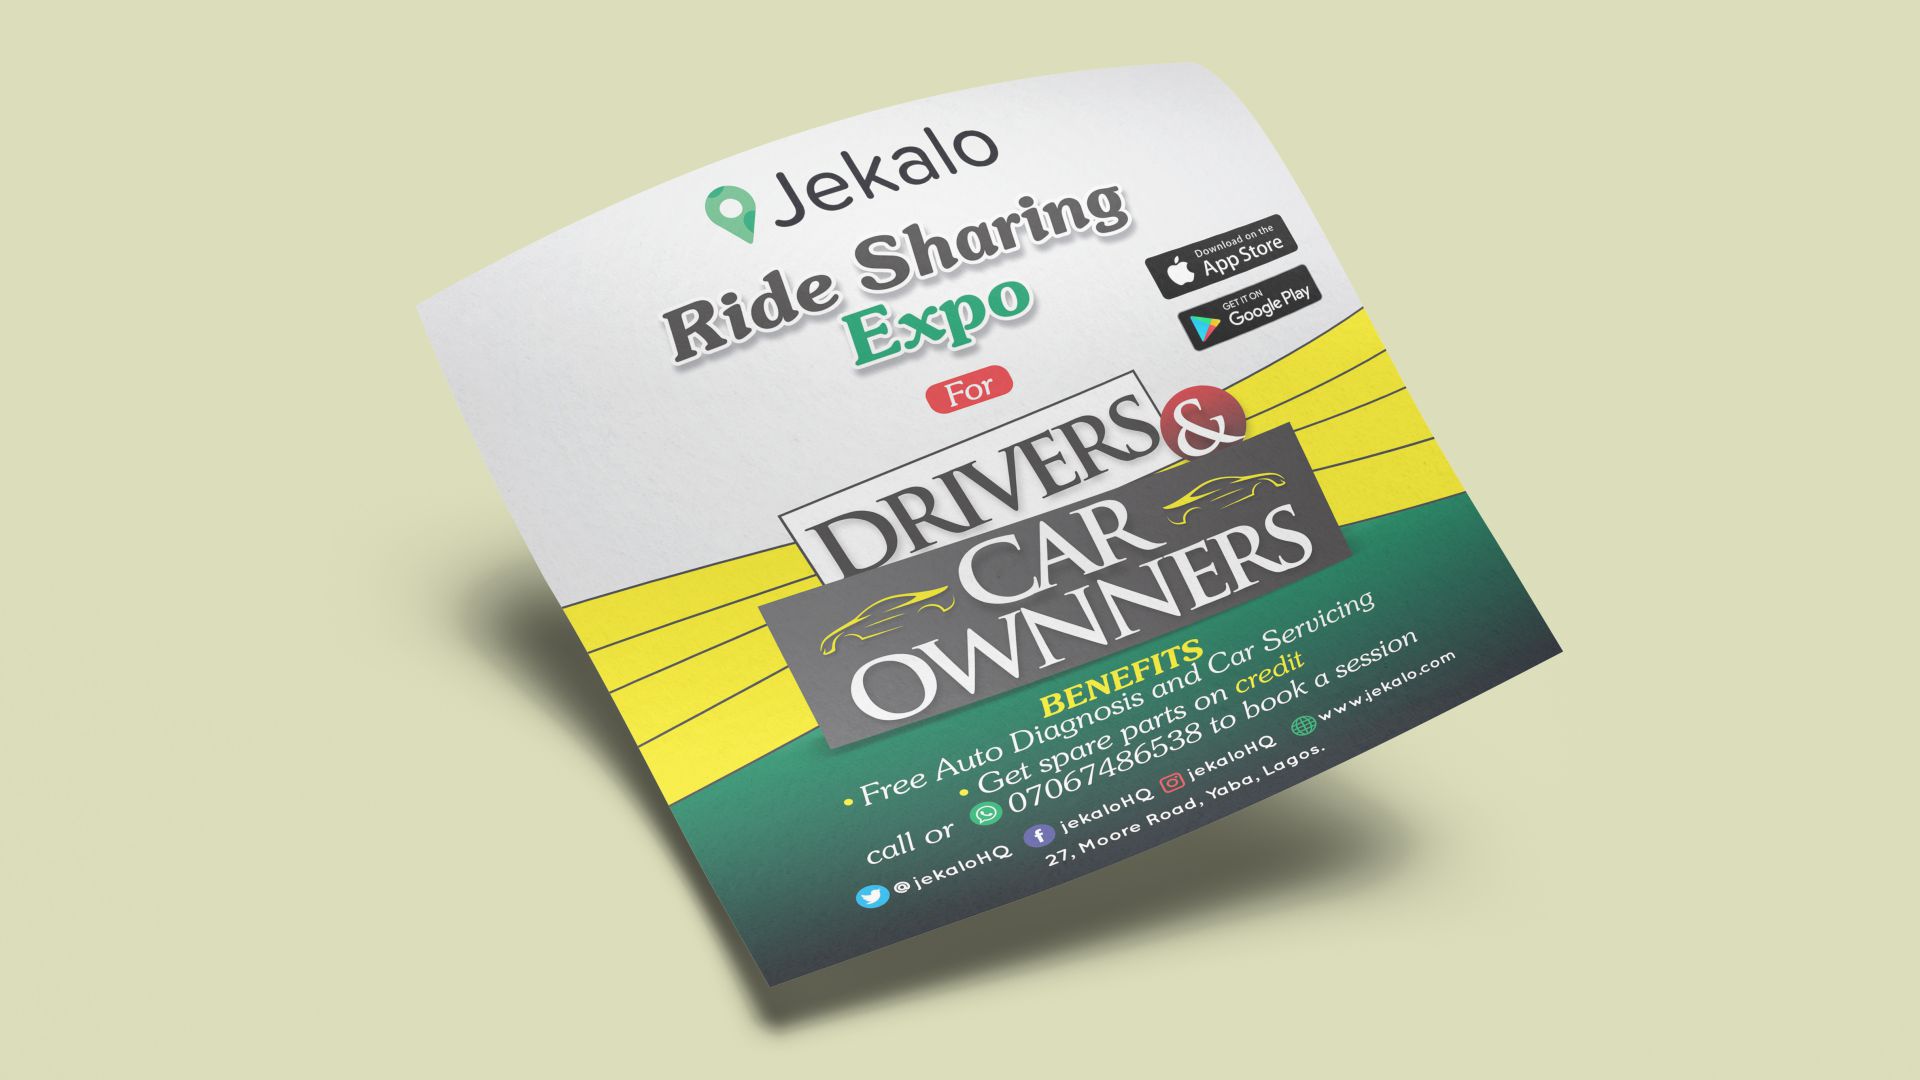 Jekalo
Ride Sharing
Expo
Download on the
App Store
GET IT ON
Google Play
For
DRIVERS &
CAR
OWNNERS
BENEFITS
• Free Auto Diagnosis and Car Servicing
• Get spare parts on credit
call or 07067486538 to book a session
@jekaloHQ jekaloHQ jekaloHQ www.jekalo.com
27, Moore Road, Yaba, Lagos.